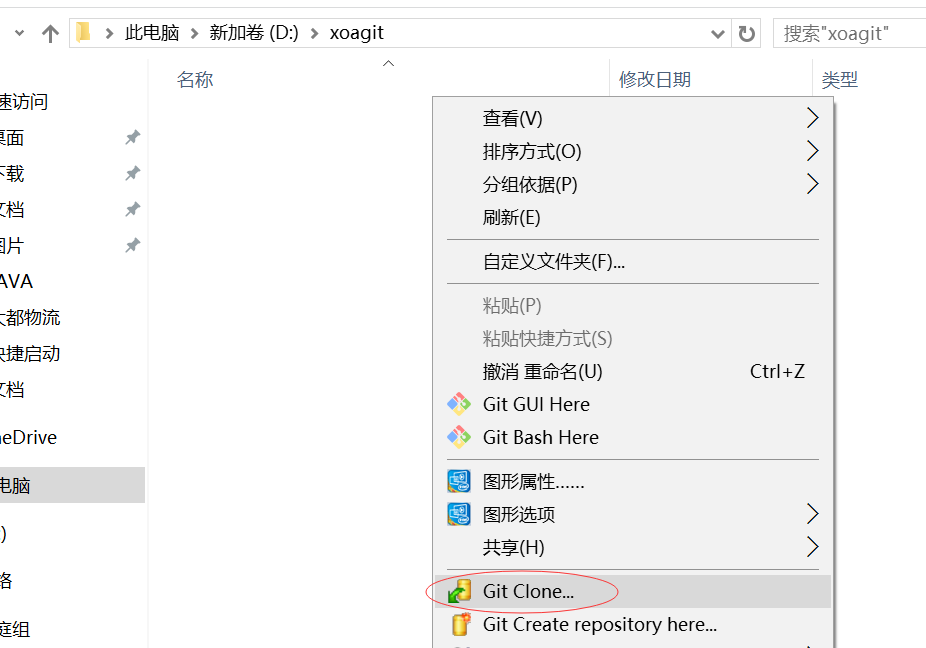 此电脑 新加卷 (D:) xoagit 搜索"xoagit"
名称 修改日期 类型
速访问
桌面
下载
文档
图片
AVA
大都物流
快捷启动
文档
neDrive
电脑
)
络
庭组
查看(V)
排序方式(O)
分组依据(P)
刷新(E)
自定义文件夹(F)...
粘贴(P)
粘贴快捷方式(S)
撤消 重命名(U) Ctrl+Z
Git GUI Here
Git Bash Here
图形属性......
图形选项
共享(H)
Git Clone...
Git Create repository here...